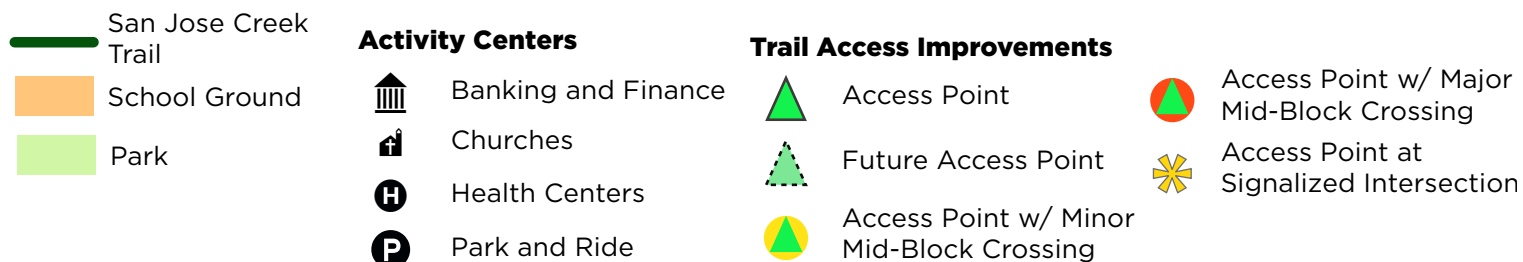 San Jose Creek
Trail
School Ground
Park
Activity Centers
Banking and Finance
Churches
H
Health Centers
P
Park and Ride
Trail Access Improvements
Access Point
Future Access Point
Access Point w/ Minor
Mid-Block Crossing
Access Point w/ Major
Mid-Block Crossing
Access Point at
Signalized Intersection